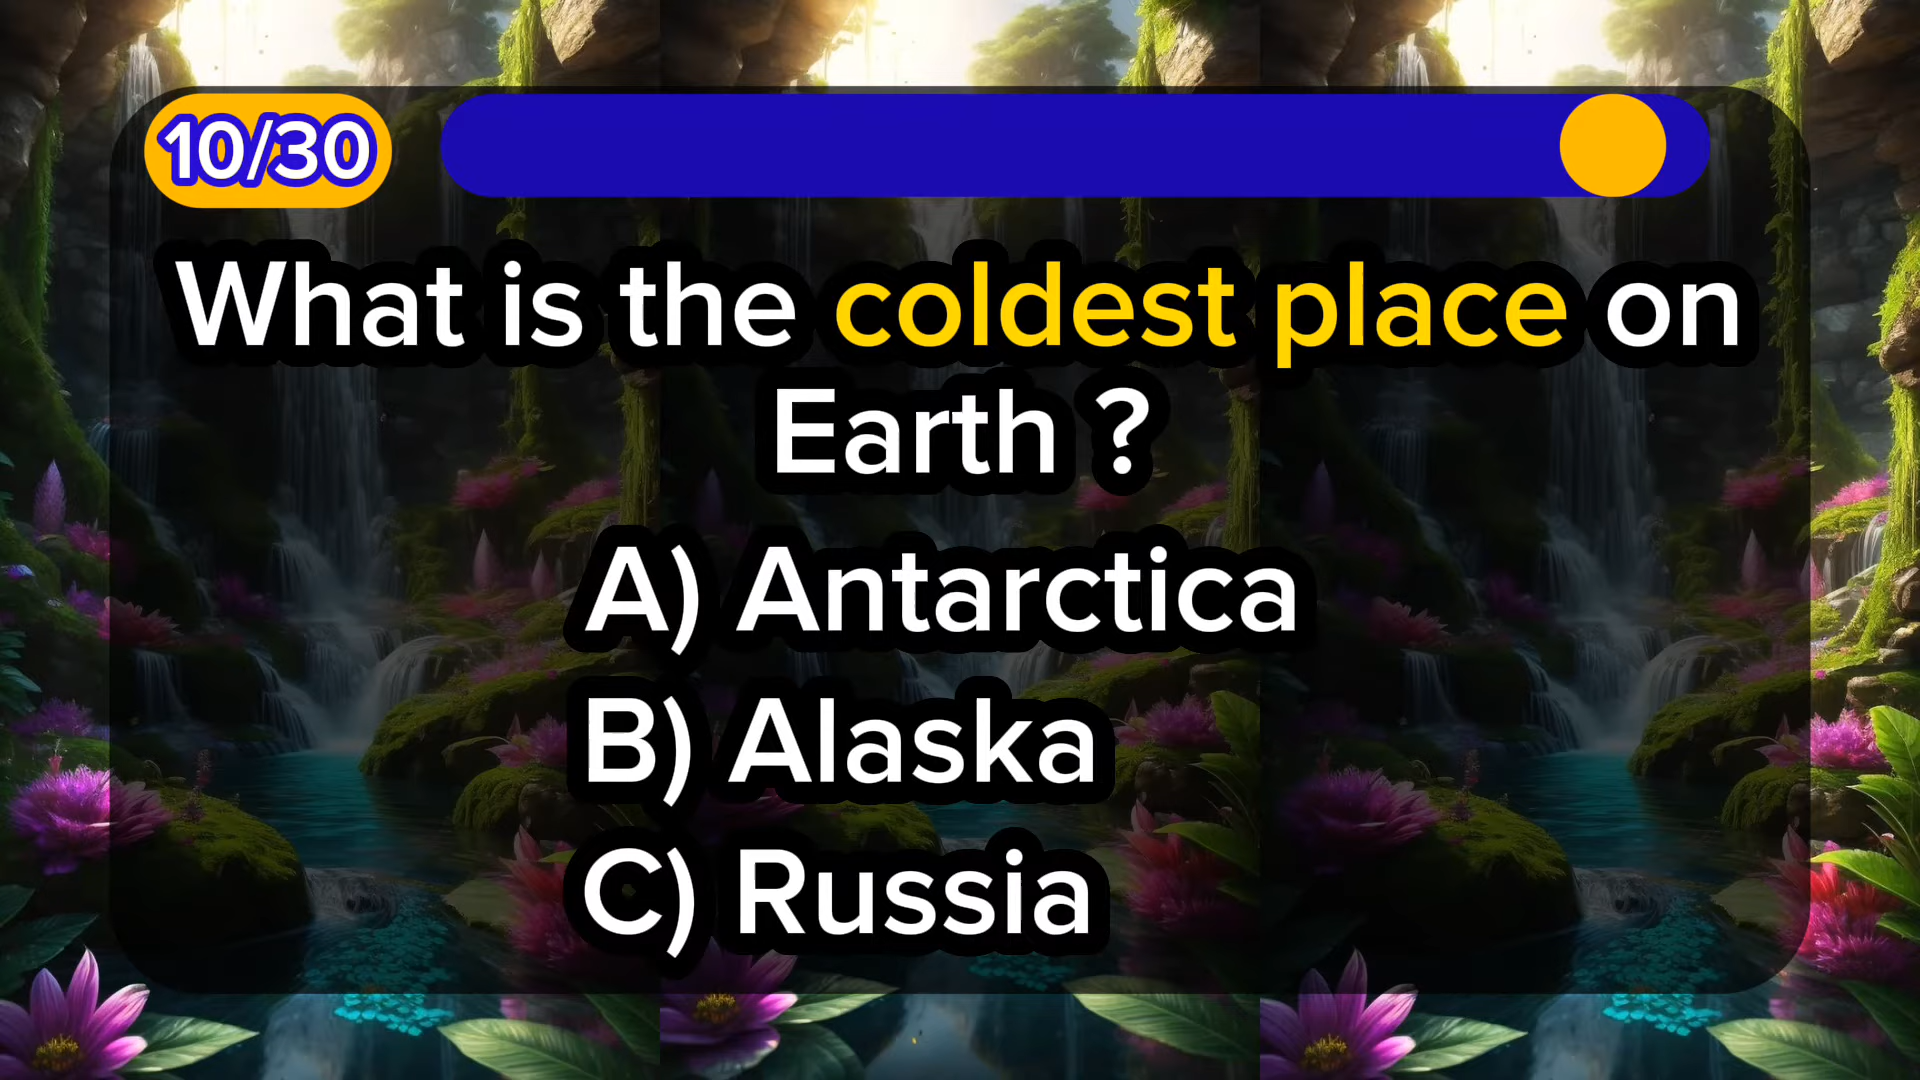 10/30
What is the coldest place on
Earth ?
A) Antarctica
B) Alaska
C) Russia